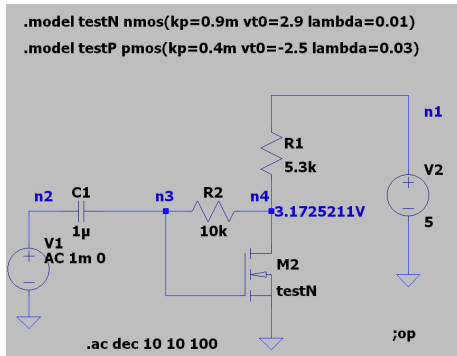 .model testN nmos(kp=0.9m vt0=2.9 lambda=0.01)
.model testP pmos(kp=0.4m vt0=-2.5 lambda=0.03)
n1
R1
5.3k
V2
5
n2
C1
1µ
n3
R2
10k
n4
3.1725211V
V1
AC 1m 0
M2
testN
.ac dec 10 10 100
;op